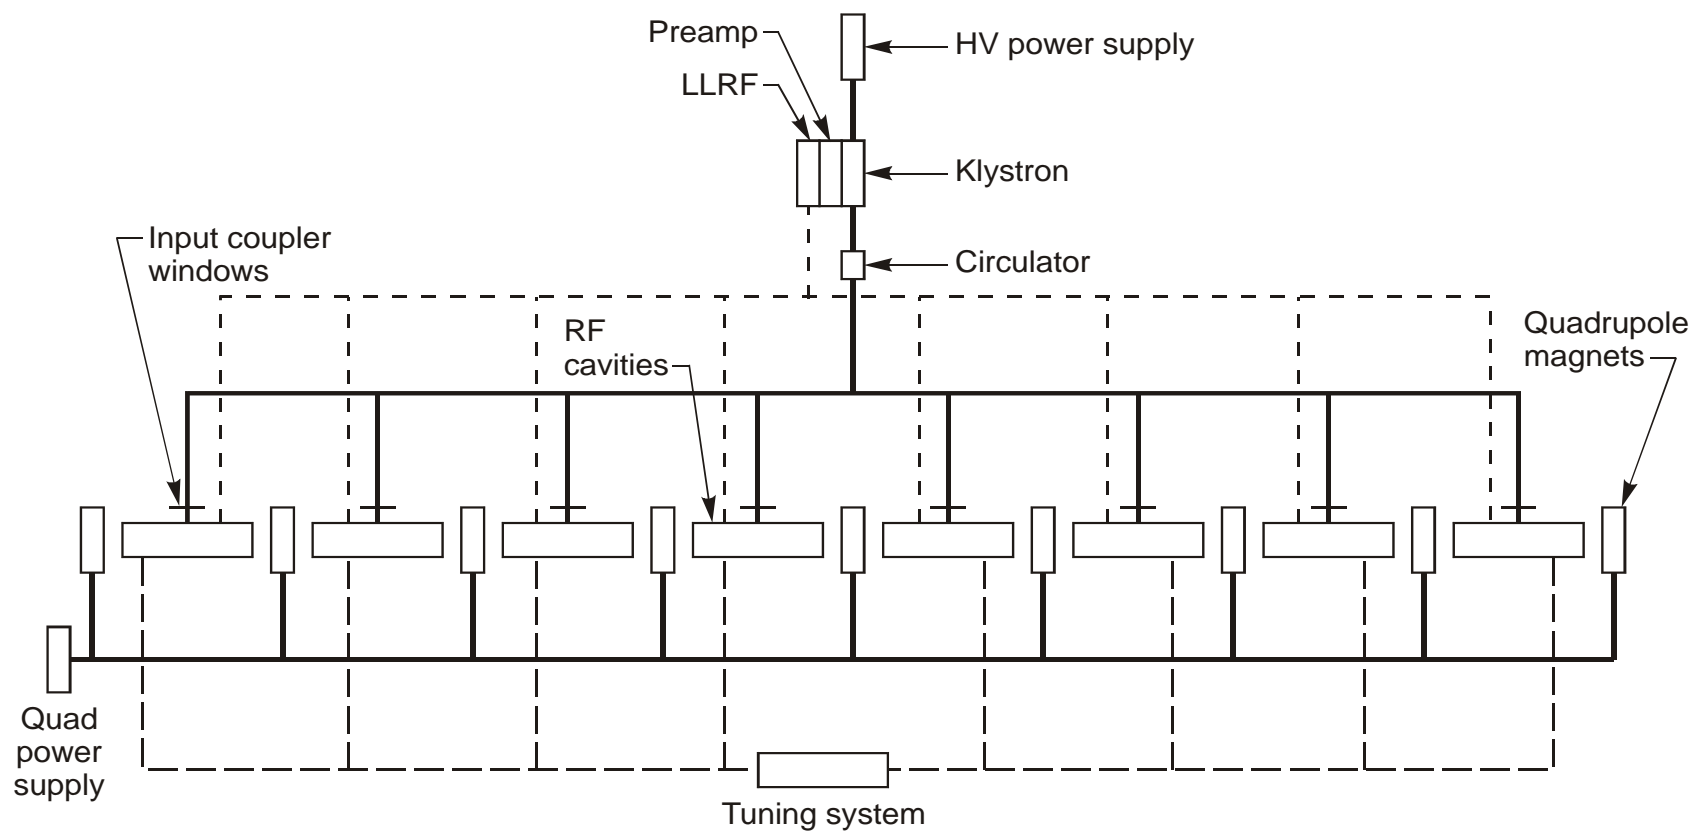 Preamp
HV power supply
LLRF
Klystron
Input coupler
windows
Circulator
RF
cavities
Quadrupole
magnets
Quad
power
supply
Tuning system